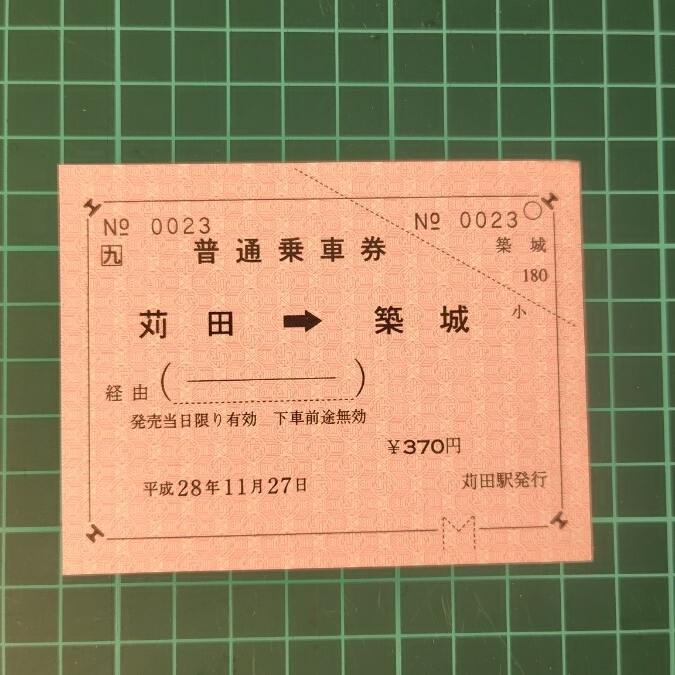 № 0023 № 0023
九 普通乗車券 築城
180
苅田 ➡ 築城 小
経由 ( ――― )
発売当日限り有効 下車前途無効
￥370円
平成28年11月27日 苅田駅発行